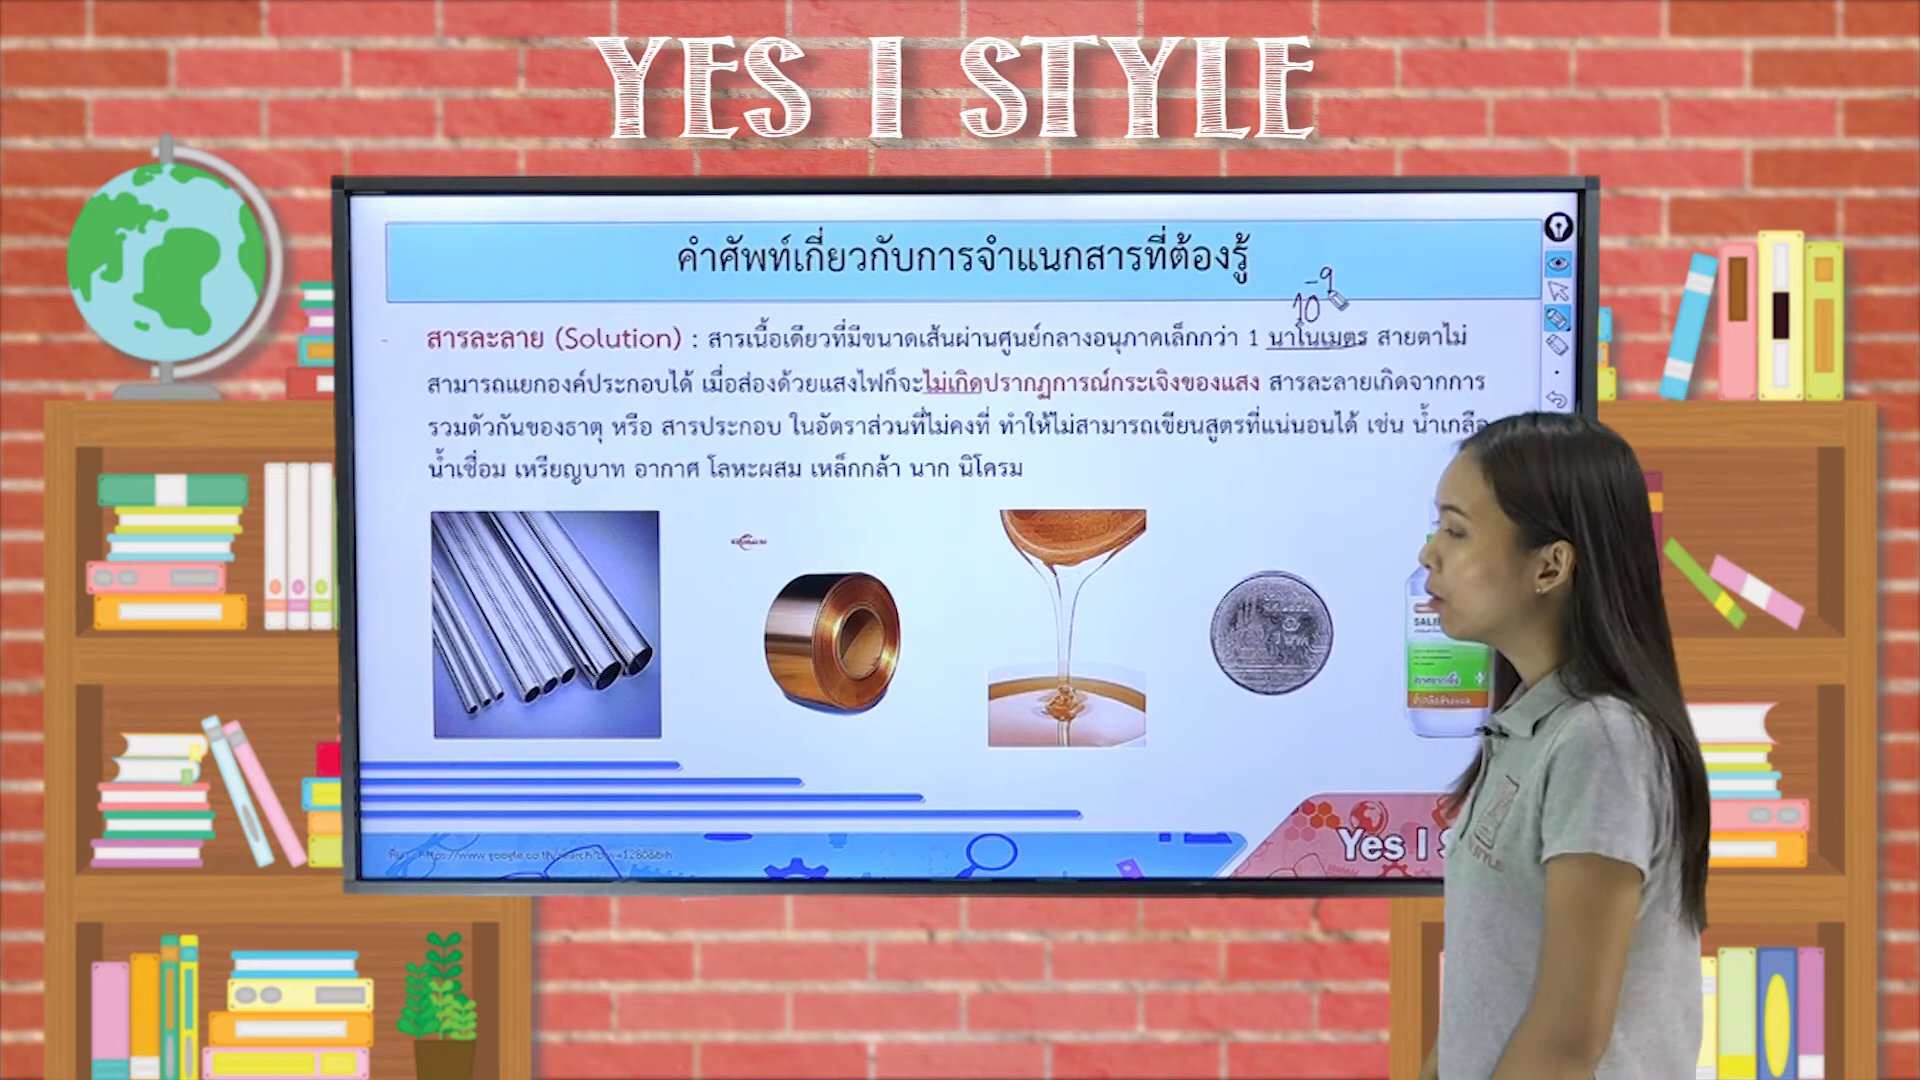 YES I STYLE
คำศัพท์เกี่ยวกับการจำแนกสารที่ต้องรู้
10⁻⁹
สารละลาย (Solution) : สารเนื้อเดียวที่มีขนาดเส้นผ่านศูนย์กลางอนุภาคเล็กกว่า 1 นาโนเมตร สายตาไม่
สามารถแยกองค์ประกอบได้ เมื่อส่องด้วยแสงไฟก็จะไม่เกิดปรากฏการณ์กระเจิงของแสง สารละลายเกิดจากการ
รวมตัวกันของธาตุ หรือ สารประกอบ ในอัตราส่วนที่ไม่คงที่ ทำให้ไม่สามารถเขียนสูตรที่แน่นอนได้ เช่น น้ำเกลือ
น้ำเชื่อม เหรียญบาท อากาศ โลหะผสม เหล็กกล้า นาก นิโครม
ที่มา : https://www.google.co.th/search?biw=1280&bih
Yes I S
STYLE